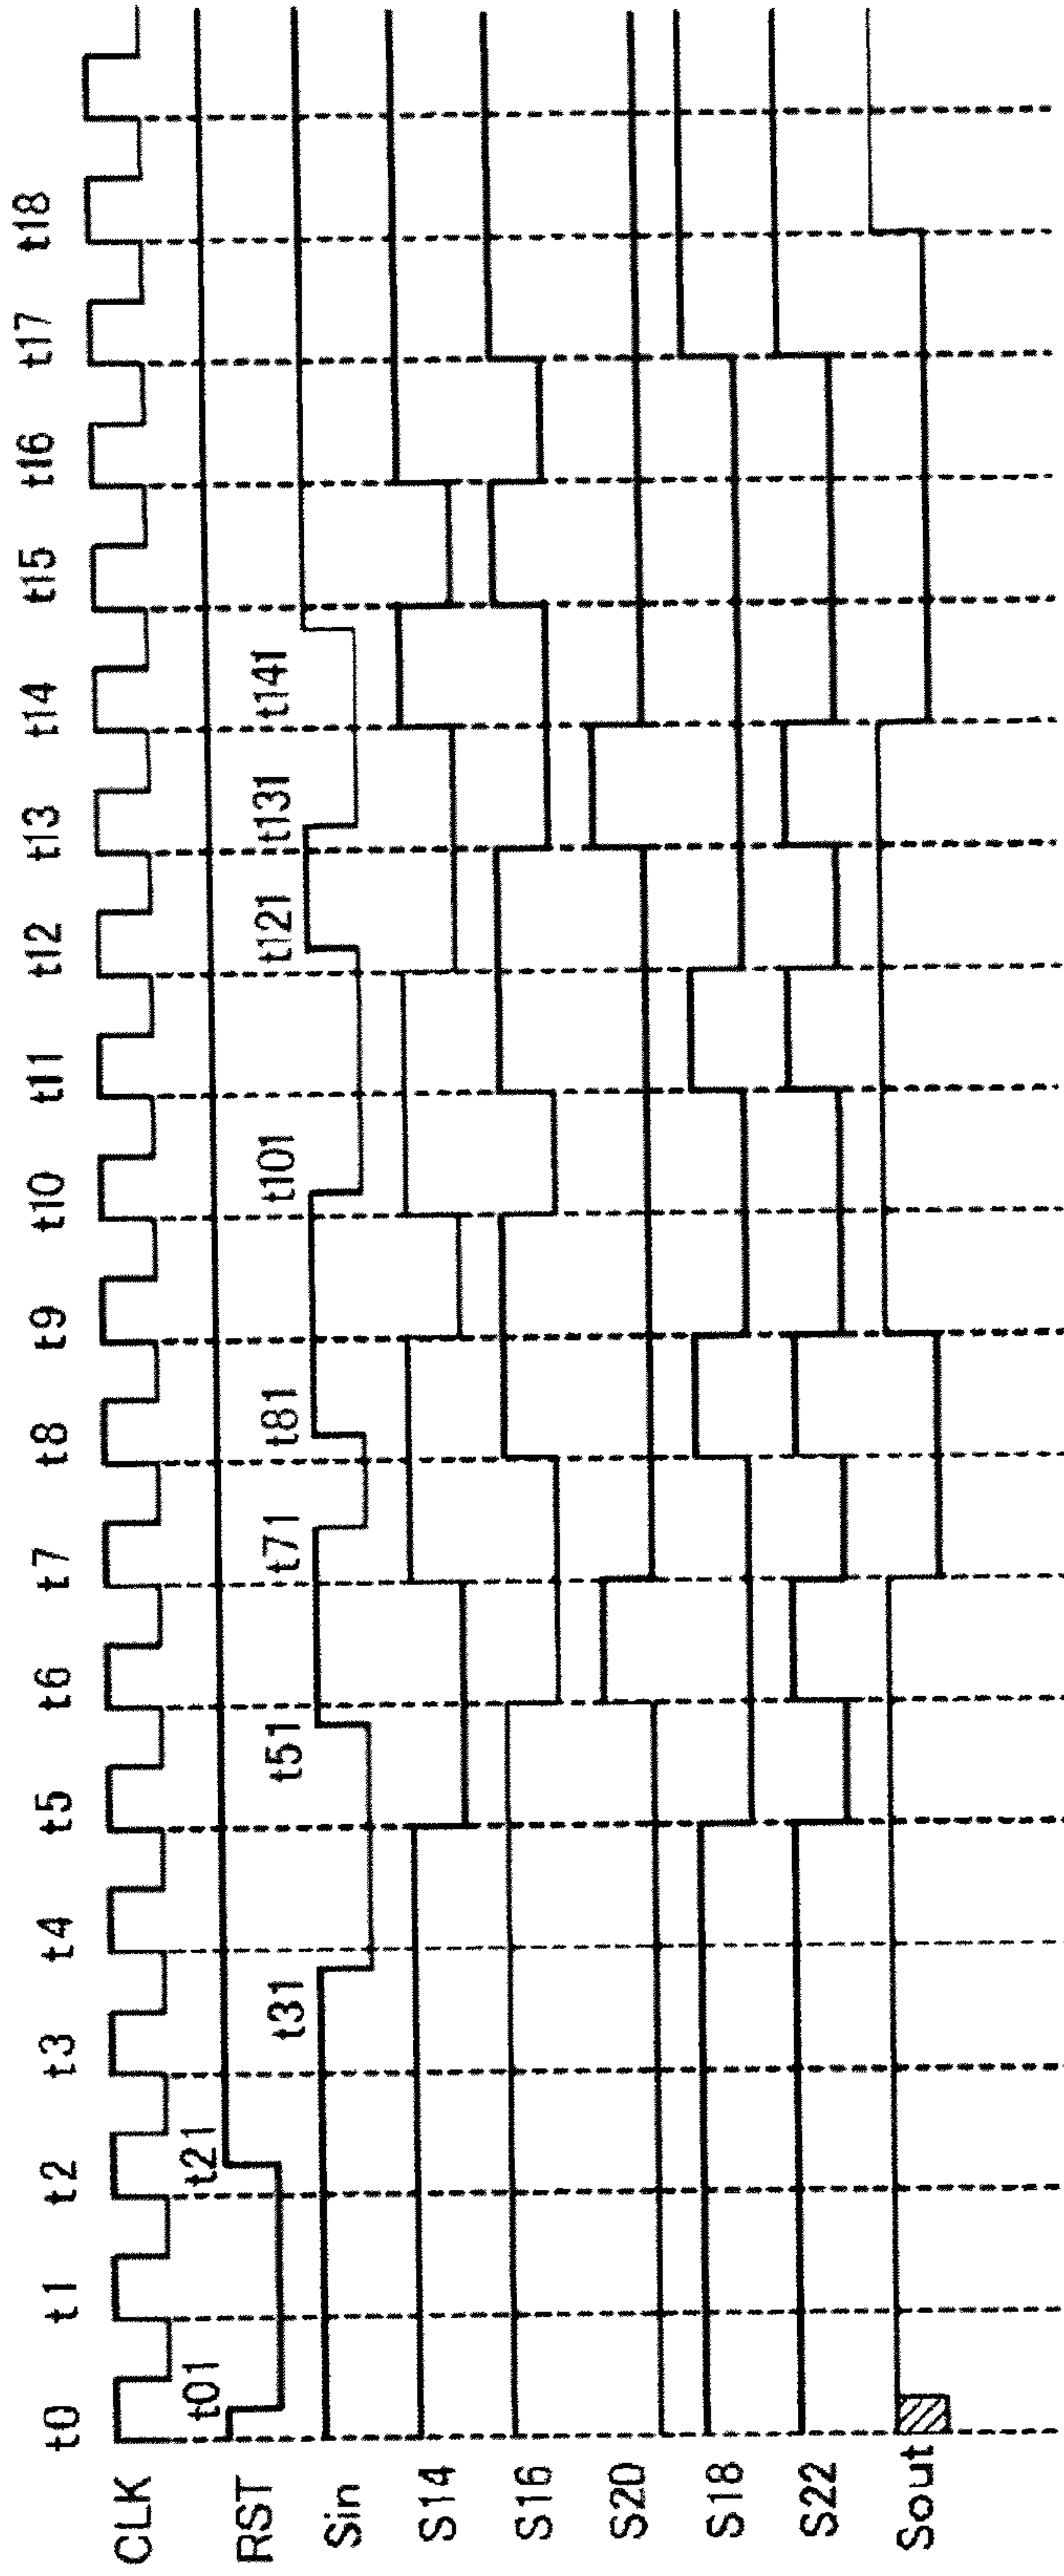 t0 t1 t2 t3 t4 t5 t6 t7 t8 t9 t10 t11 t12 t13 t14 t15 t16 t17 t18
CLK
t01 t21
RST
t31 t51 t71 t81 t101 t121 t131 t141
Sin
S14
S16
S20
S18
S22
Sout